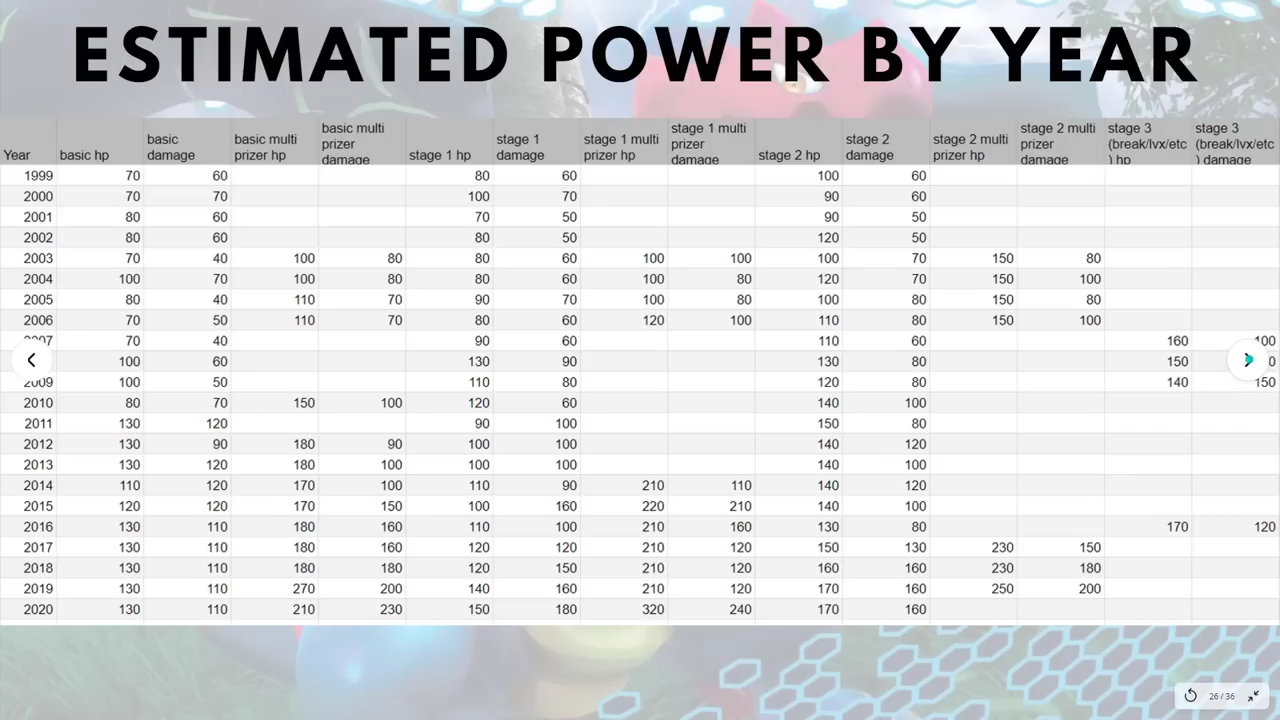 ESTIMATED POWER BY YEAR
Year basic hp basic damage basic multi prizer hp basic multi prizer damage stage 1 hp stage 1 damage stage 1 multi prizer hp stage 1 multi prizer damage stage 2 hp stage 2 damage stage 2 multi prizer hp stage 2 multi prizer damage stage 3 (break/lvx/etc ) hp stage 3 (break/lvx/etc ) damage
1999 70 60 80 60 100 60
2000 70 70 100 70 90 60
2001 80 60 70 50 90 50
2002 80 60 80 50 120 50
2003 70 40 100 80 80 60 100 100 100 70 150 80
2004 100 70 100 80 80 60 100 80 120 70 150 100
2005 80 40 110 70 90 70 100 80 100 80 150 80
2006 70 50 110 70 80 60 120 100 110 80 150 100
70 40 90 60 110 60 160 100
100 60 130 90 130 80 150
2009 100 50 110 80 120 80 140 150
2010 80 70 150 100 120 60 140 100
2011 130 120 90 100 150 80
2012 130 90 180 90 100 100 140 120
2013 130 120 180 100 100 100 140 100
2014 110 120 170 100 110 90 210 110 140 120
2015 120 120 170 150 100 160 220 210 140 100
2016 130 110 180 160 110 100 210 160 130 80 170 120
2017 130 110 180 160 120 120 210 120 150 130 230 150
2018 130 110 180 180 120 150 210 120 160 160 230 180
2019 130 110 270 200 140 160 210 120 170 160 250 200
2020 130 110 210 230 150 180 320 240 170 160
26 / 36